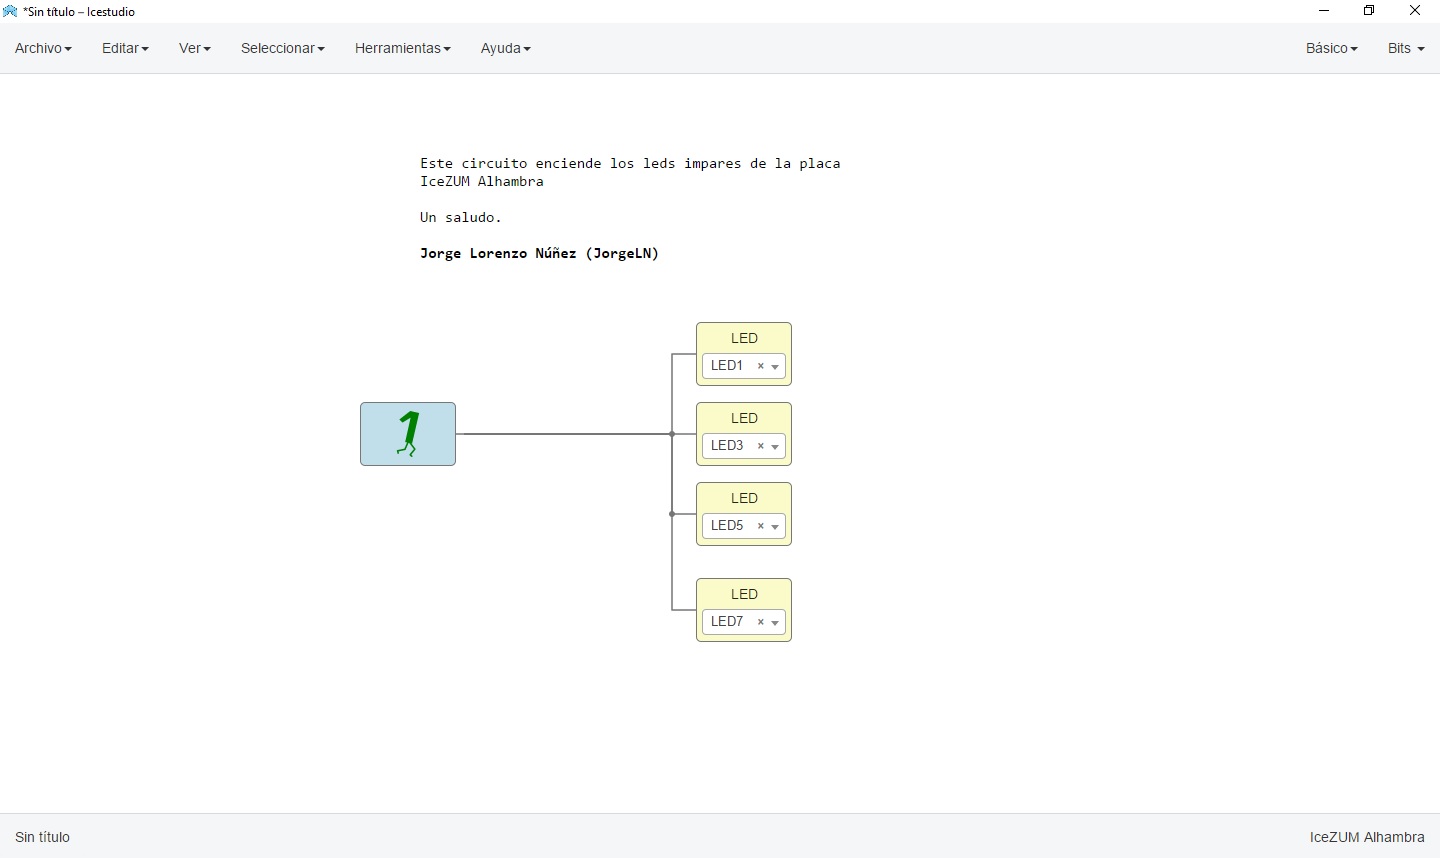 *Sin título – Icestudio
Archivo Editar Ver Seleccionar Herramientas Ayuda Básico Bits
Este circuito enciende los leds impares de la placa
IceZUM Alhambra
Un saludo.
Jorge Lorenzo Núñez (JorgeLN)
LED
LED1
1
LED
LED3
LED
LED5
LED
LED7
Sin título IceZUM Alhambra